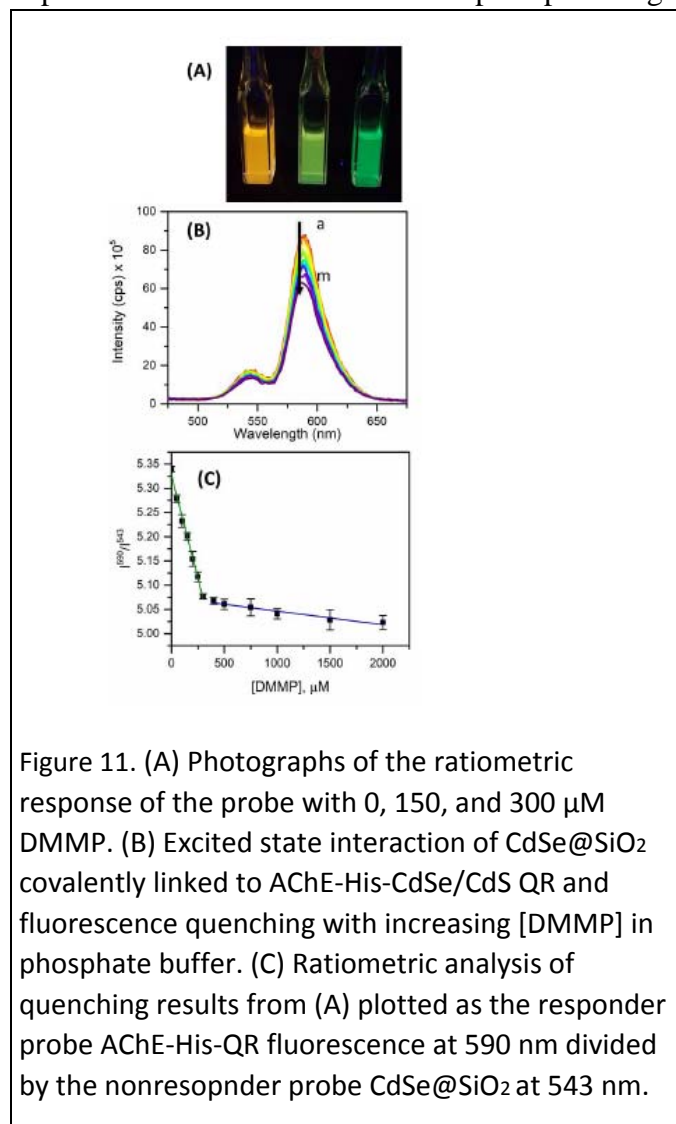 (A)
100
80
60
40
20
0
(B)
a
m
Intensity (cps) x 10⁵
500 550 600 650
Wavelength (nm)
5.35
5.30
5.25
5.20
5.15
5.10
5.05
5.00
(C)
I⁵⁹⁰/I⁵⁴³
0 500 1000 1500 2000
[DMMP], μM
Figure 11. (A) Photographs of the ratiometric
response of the probe with 0, 150, and 300 μM
DMMP. (B) Excited state interaction of CdSe@SiO₂
covalently linked to AChE-His-CdSe/CdS QR and
fluorescence quenching with increasing [DMMP] in
phosphate buffer. (C) Ratiometric analysis of
quenching results from (A) plotted as the responder
probe AChE-His-QR fluorescence at 590 nm divided
by the nonresopnder probe CdSe@SiO₂ at 543 nm.